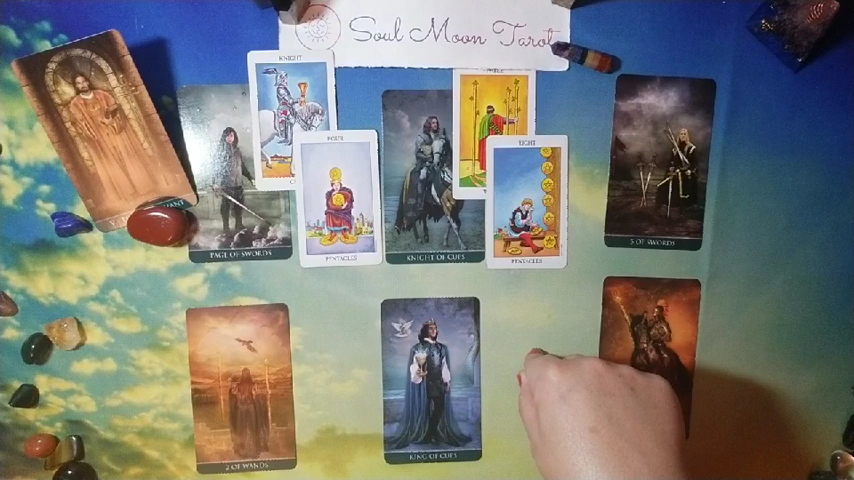 Soul Moon Tarot
KNIGHT
FOUR
EIGHT
PAGE OF SWORDS
PENTACLES
KNIGHT OF CUPS
PENTACLES
5 OF SWORDS
2 OF WANDS
KING OF CUPS